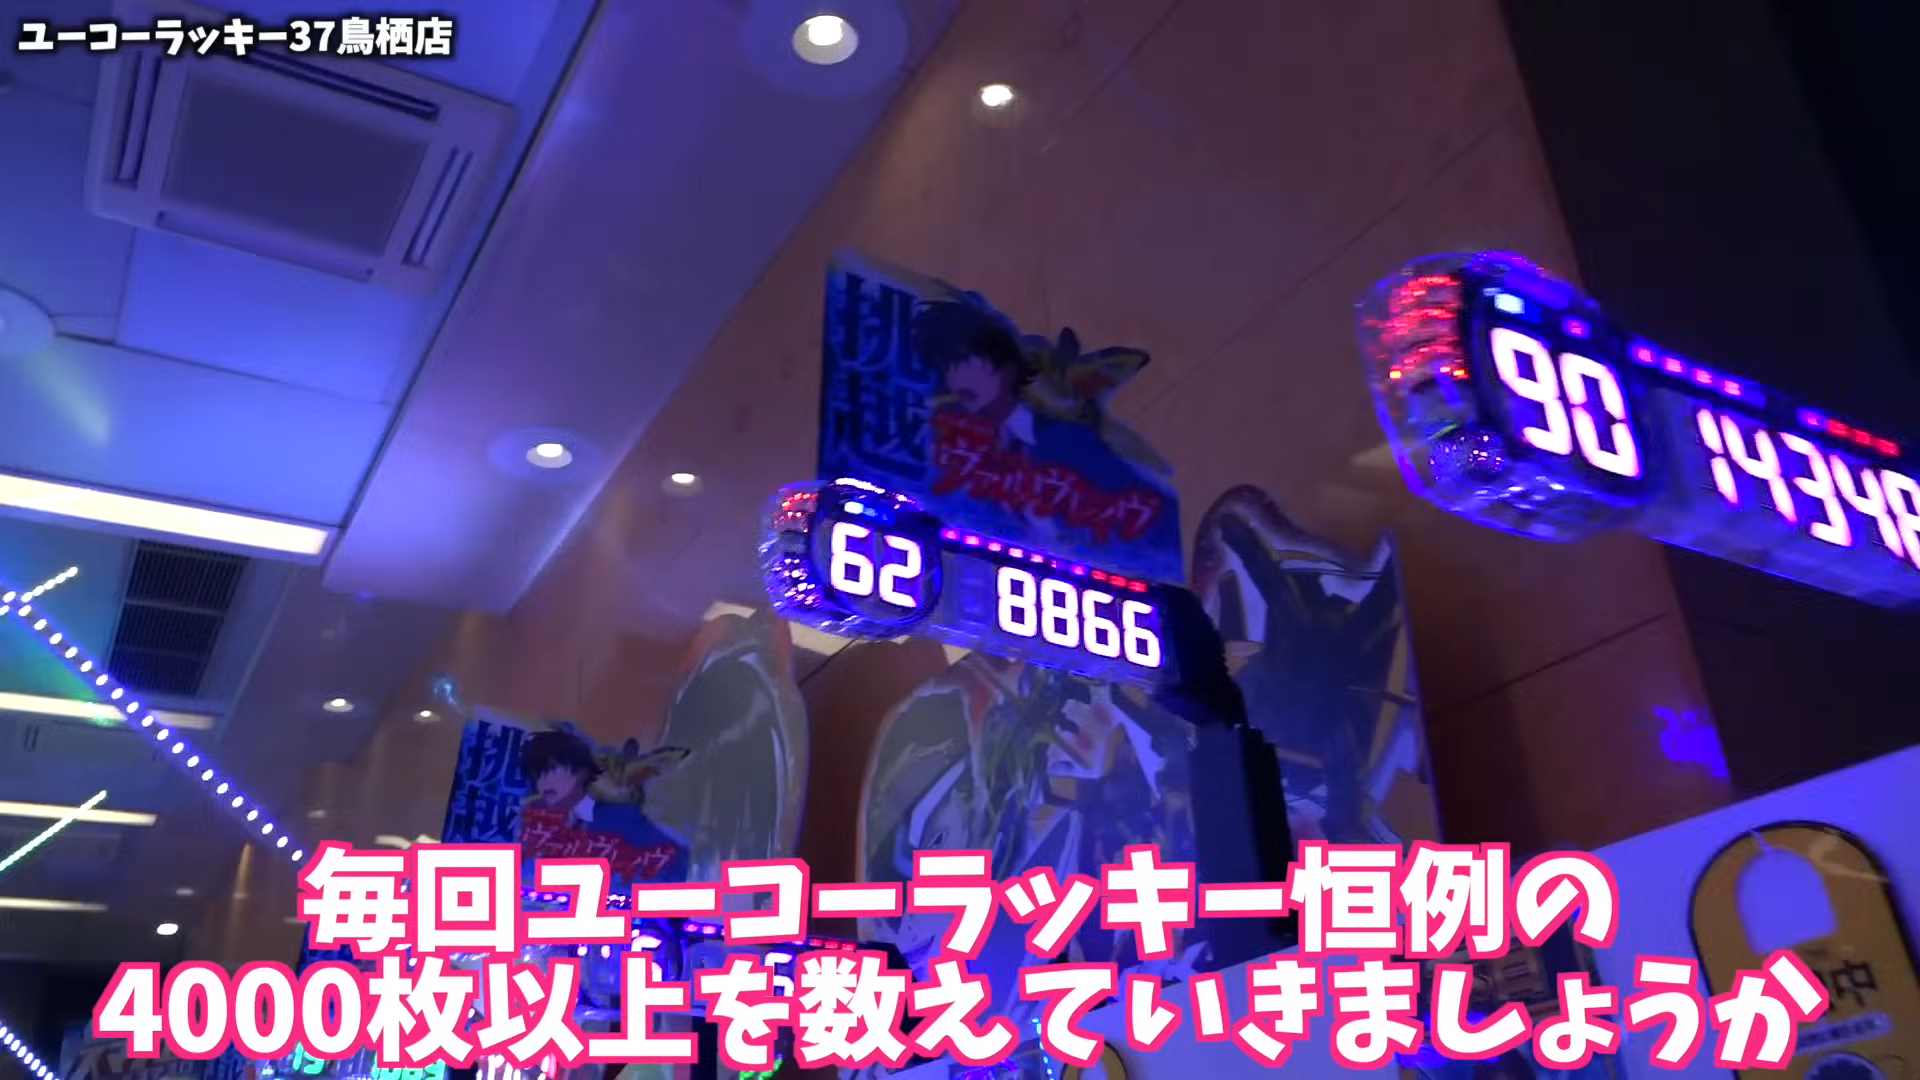 ユーコーラッキー37鳥栖店
90
14348
挑
越
ヴァルヴレイヴ
62
8866
挑
越
ヴァルヴレイヴ
毎回ユーコーラッキー恒例の
4000枚以上を数えていきましょうか